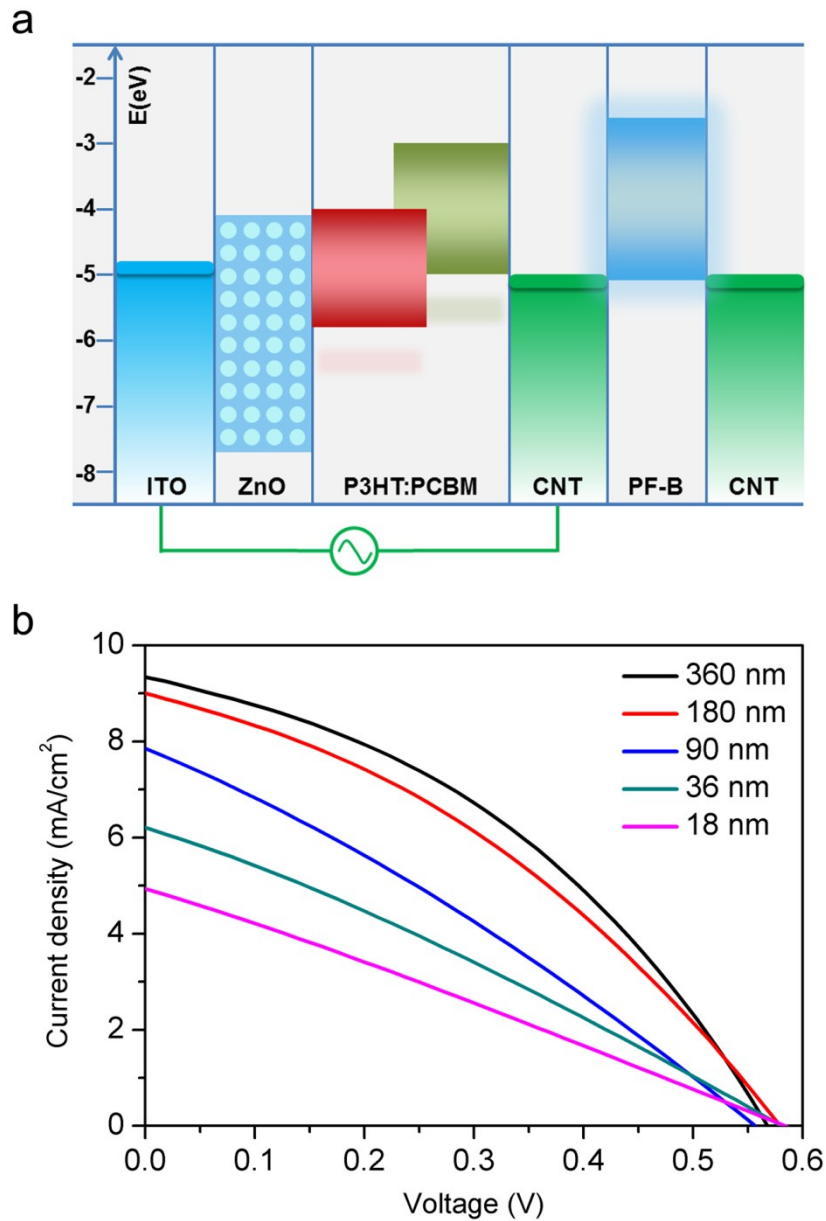 a
E(eV)
-2
-3
-4
-5
-6
-7
-8
ITO ZnO P3HT:PCBM CNT PF-B CNT
b
10
8
6
4
2
0
Current density (mA/cm²)
360 nm
180 nm
90 nm
36 nm
18 nm
0.0 0.1 0.2 0.3 0.4 0.5 0.6
Voltage (V)